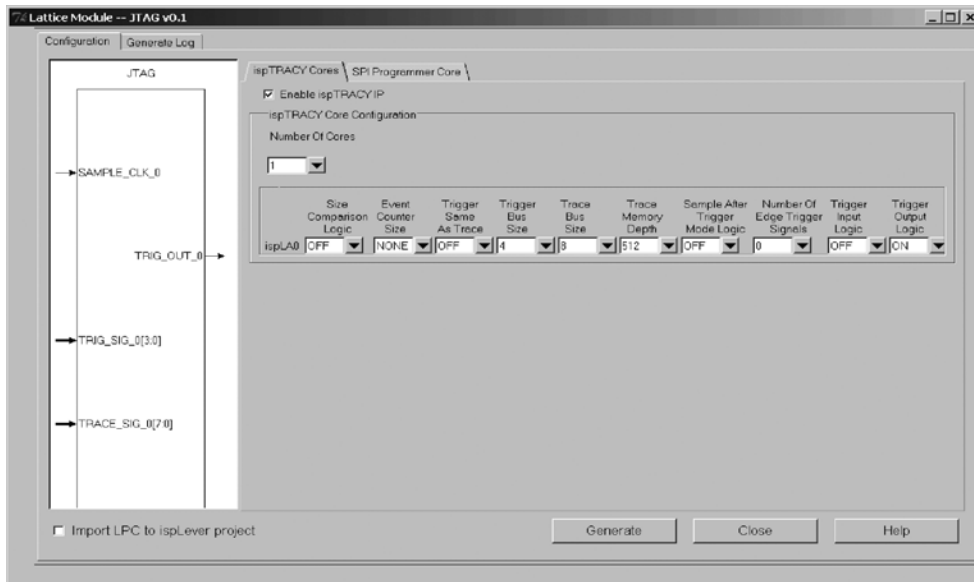 Lattice Module -- JTAG v0.1
Configuration Generate Log
JTAG
SAMPLE_CLK_0
TRIG_OUT_0
TRIG_SIG_0[3:0]
TRACE_SIG_0[7:0]
ispTRACY Cores SPI Programmer Core
Enable ispTRACY IP
ispTRACY Core Configuration
Number Of Cores
1
Size Event Trigger Trigger Trace Trace Sample After Number Of Trigger Trigger
Comparison Counter Same Bus Bus Memory Trigger Edge Trigger Input Output
Logic Size As Trace Size Size Depth Mode Logic Signals Logic Logic
ispLA0 OFF NONE OFF 4 8 512 OFF 0 OFF ON
Import LPC to ispLever project
Generate Close Help